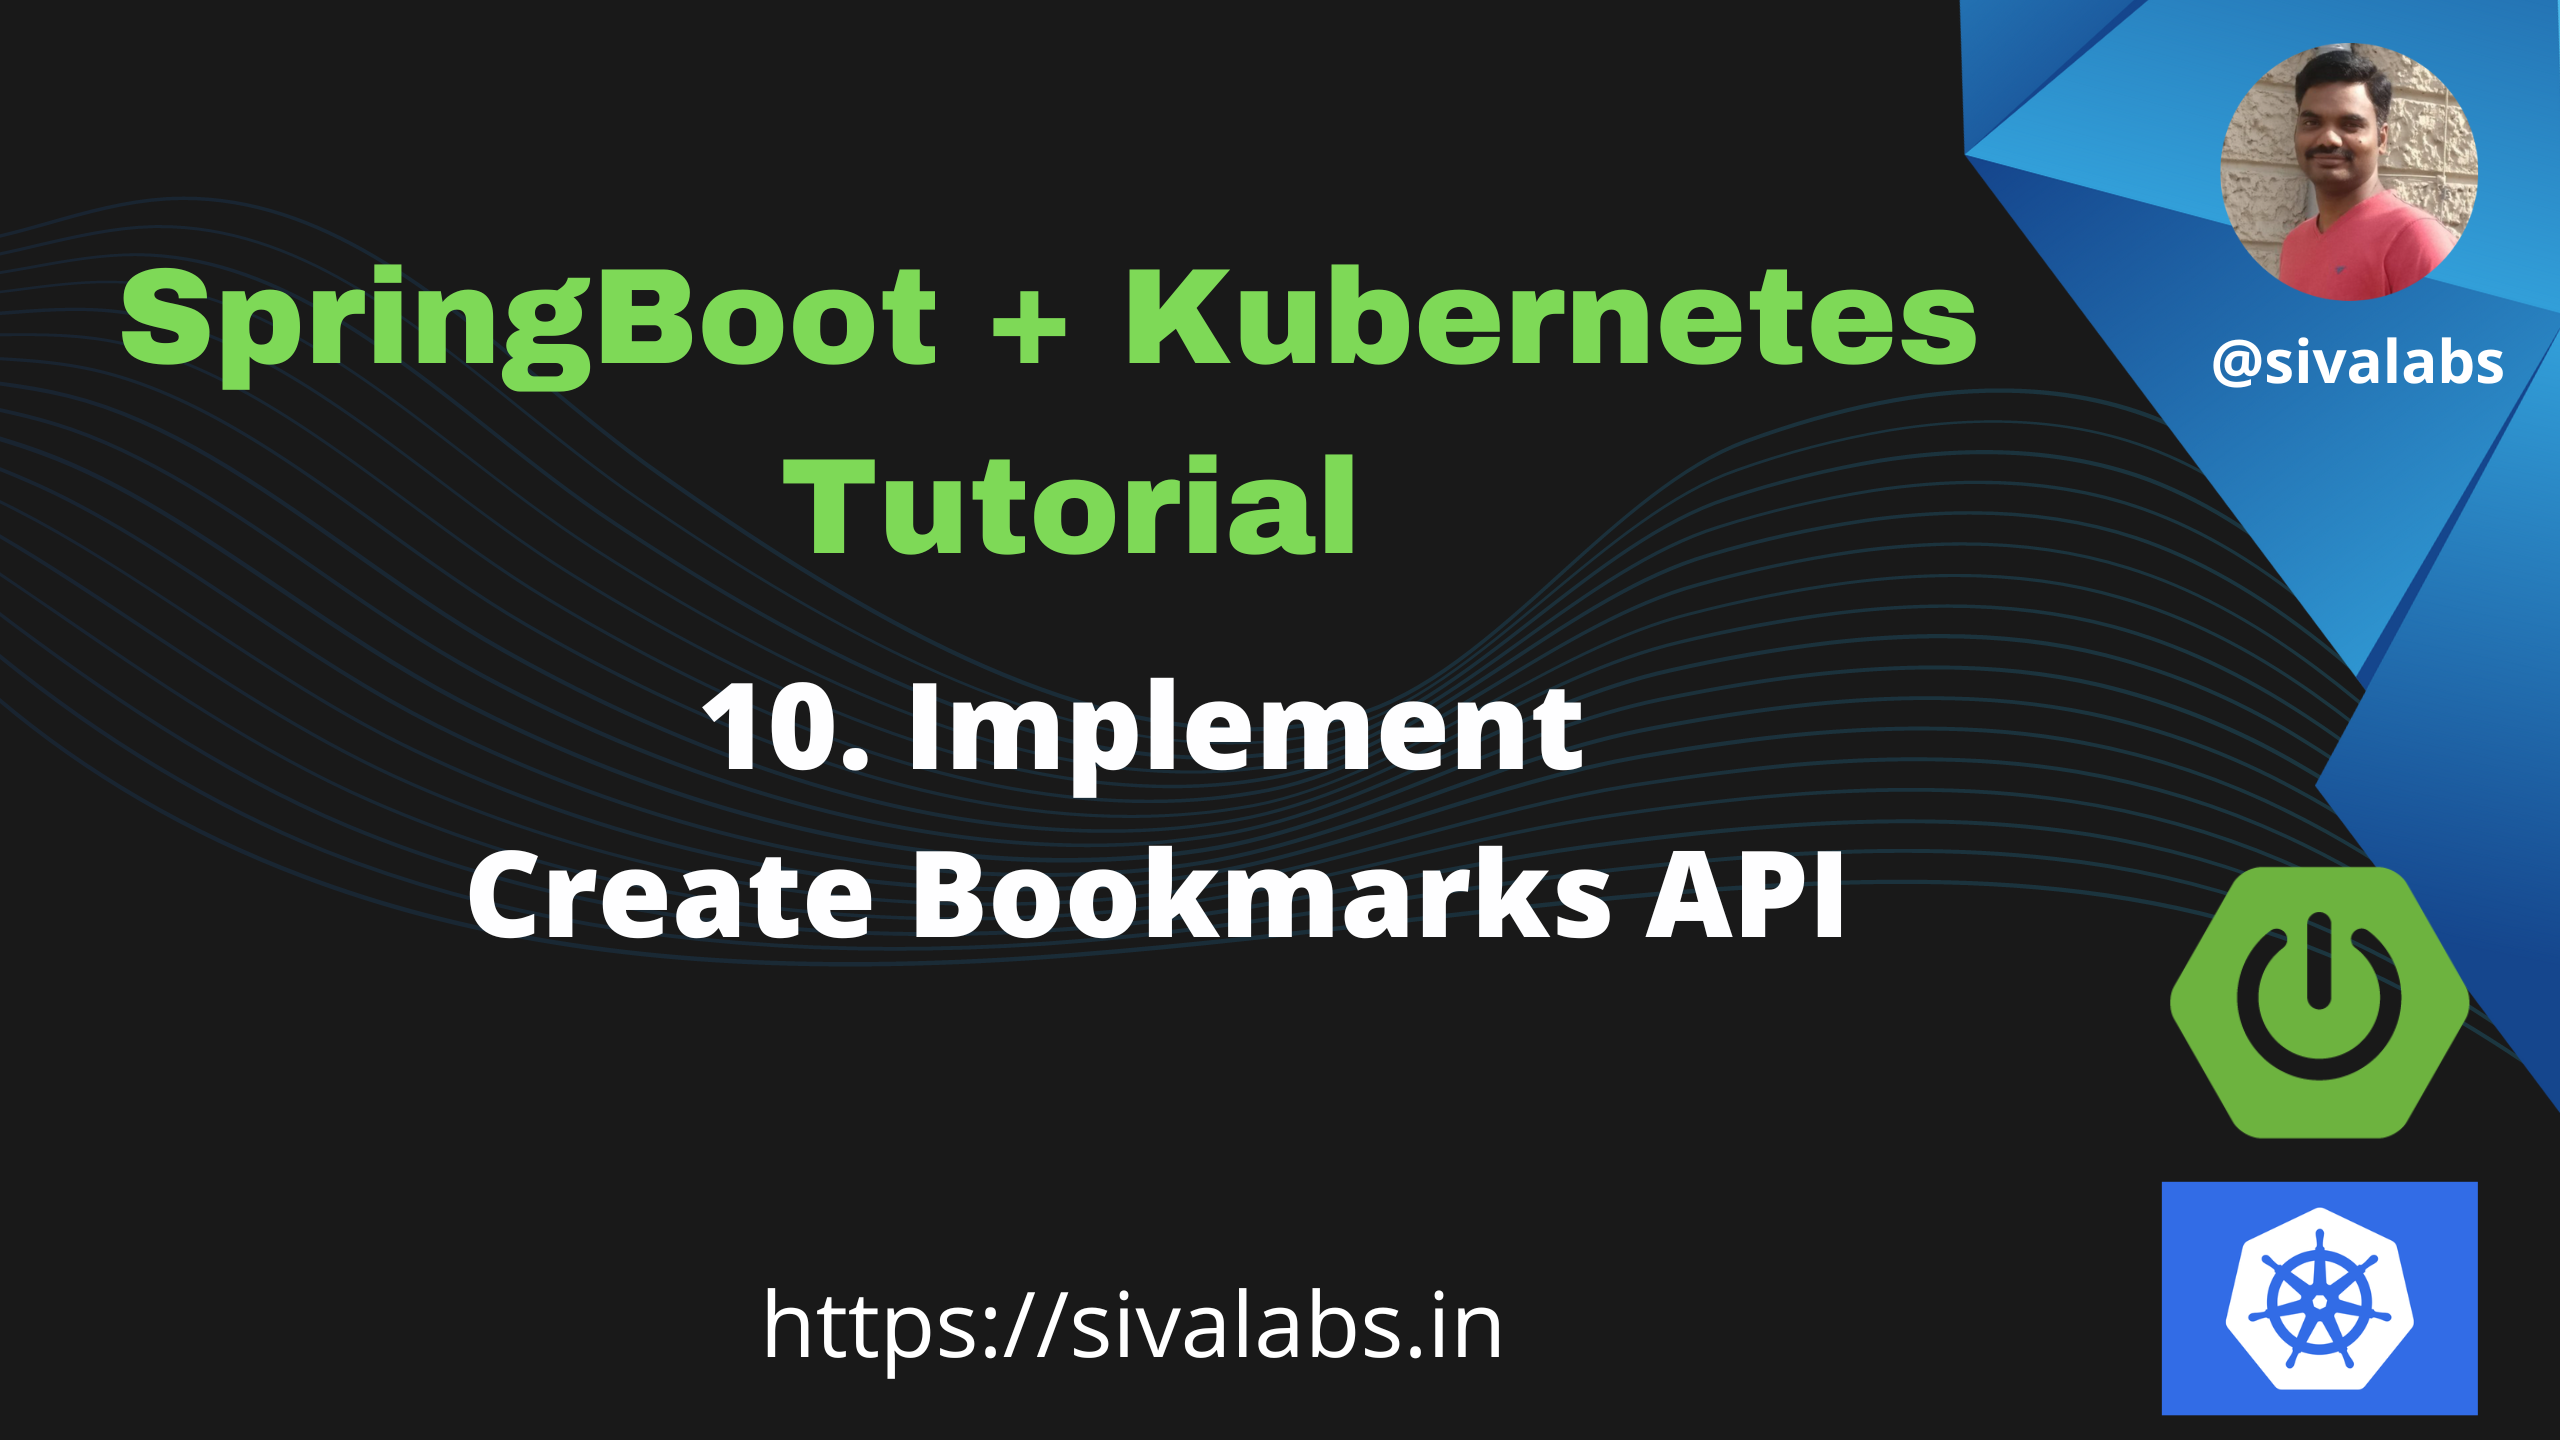 SpringBoot + Kubernetes
Tutorial
10. Implement
Create Bookmarks API
@sivalabs
https://sivalabs.in